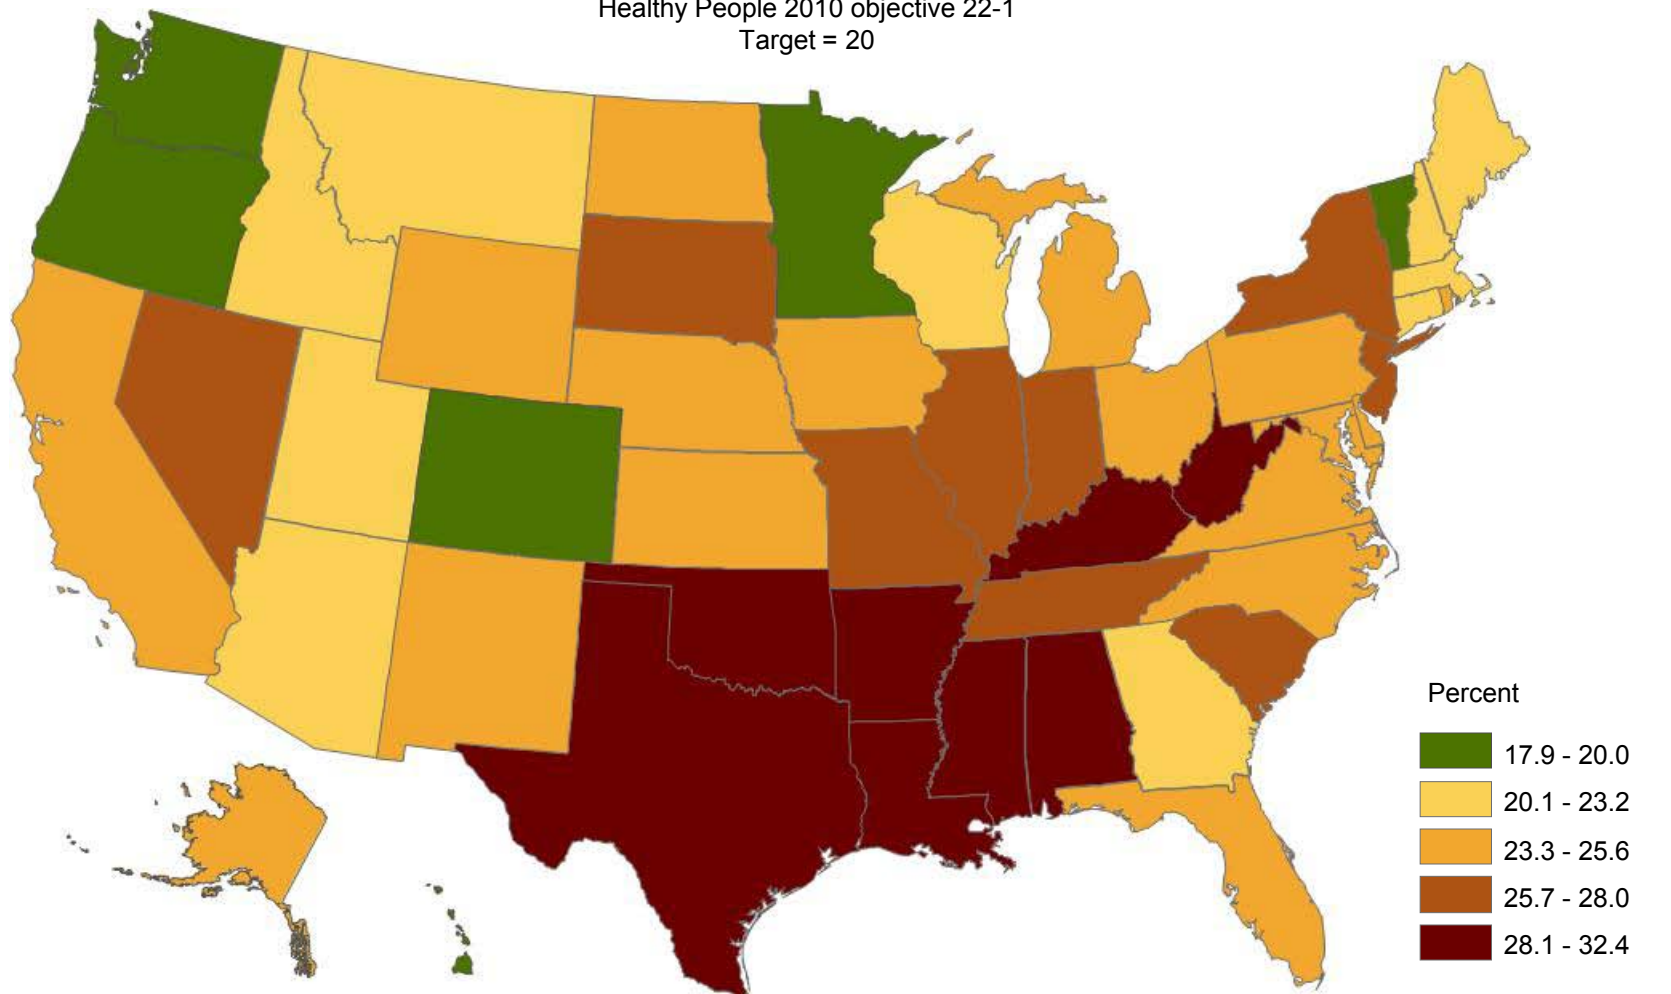 Healthy People 2010 objective 22-1
Target = 20
Percent
17.9 - 20.0
20.1 - 23.2
23.3 - 25.6
25.7 - 28.0
28.1 - 32.4